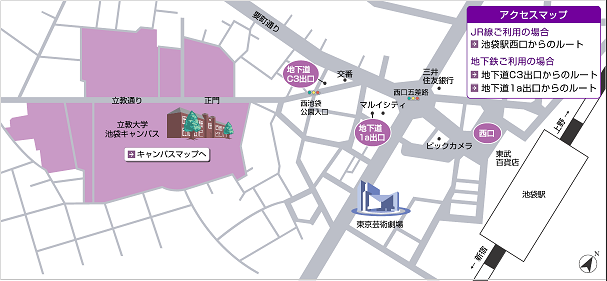 アクセスマップ
JR線ご利用の場合
池袋駅西口からのルート
地下鉄ご利用の場合
地下道C3出口からのルート
地下道1a出口からのルート
要町通り
地下道
C3出口
交番
三井
住友銀行
西口五差路
西池袋
公園入口
マルイシティ
立教通り
正門
立教大学
池袋キャンパス
キャンパスマップへ
地下道
1a出口
ビックカメラ
西口
東武
百貨店
上野
池袋駅
東京芸術劇場
新宿
N